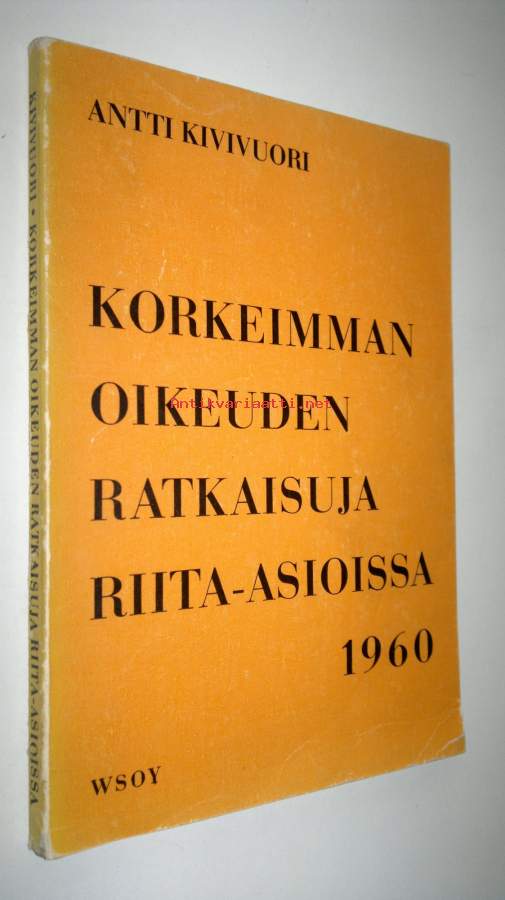 ANTTI KIVIVUORI
KORKEIMMAN
OIKEUDEN
Antikvariaatti.net
RATKAISUJA
RIITA-ASIOISSA
1960
WSOY
KIVIVUORI • KORKEIMMAN OIKEUDEN RATKAISUJA RIITA-ASIOISSA